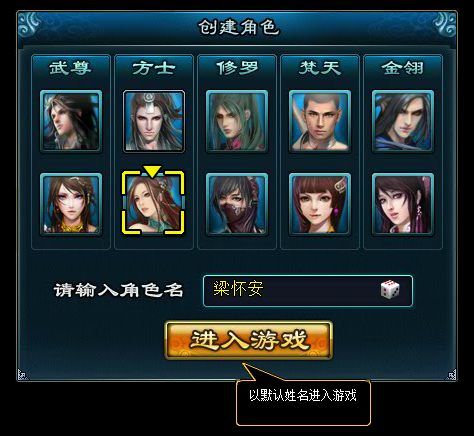 创建角色
武尊 方士 修罗 梵天 金翎
请输入角色名 梁怀安
进入游戏
以默认姓名进入游戏